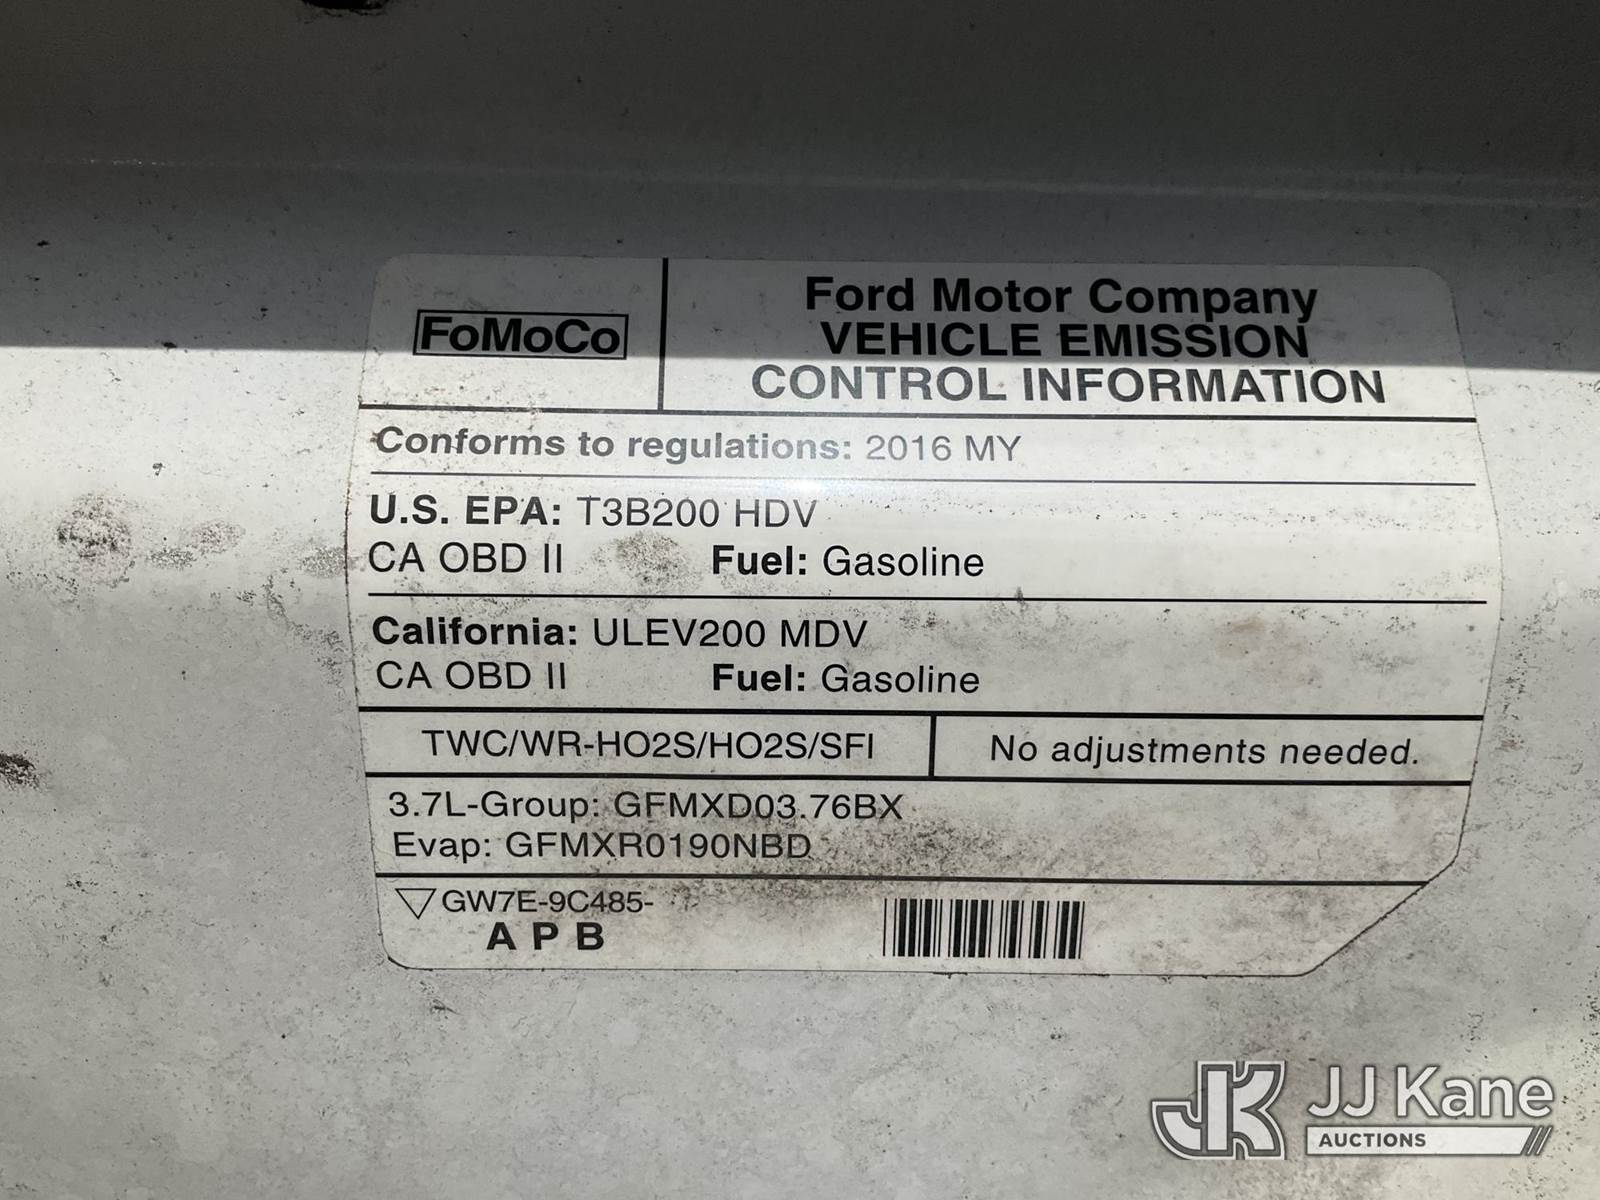 FoMoCo
Ford Motor Company
VEHICLE EMISSION
CONTROL INFORMATION
Conforms to regulations: 2016 MY
U.S. EPA: T3B200 HDV
CA OBD II Fuel: Gasoline
California: ULEV200 MDV
CA OBD II Fuel: Gasoline
TWC/WR-HO2S/HO2S/SFI
No adjustments needed.
3.7L-Group: GFMXD03.76BX
Evap: GFMXR0190NBD
GW7E-9C485-
A P B
JK
JJ Kane
AUCTIONS